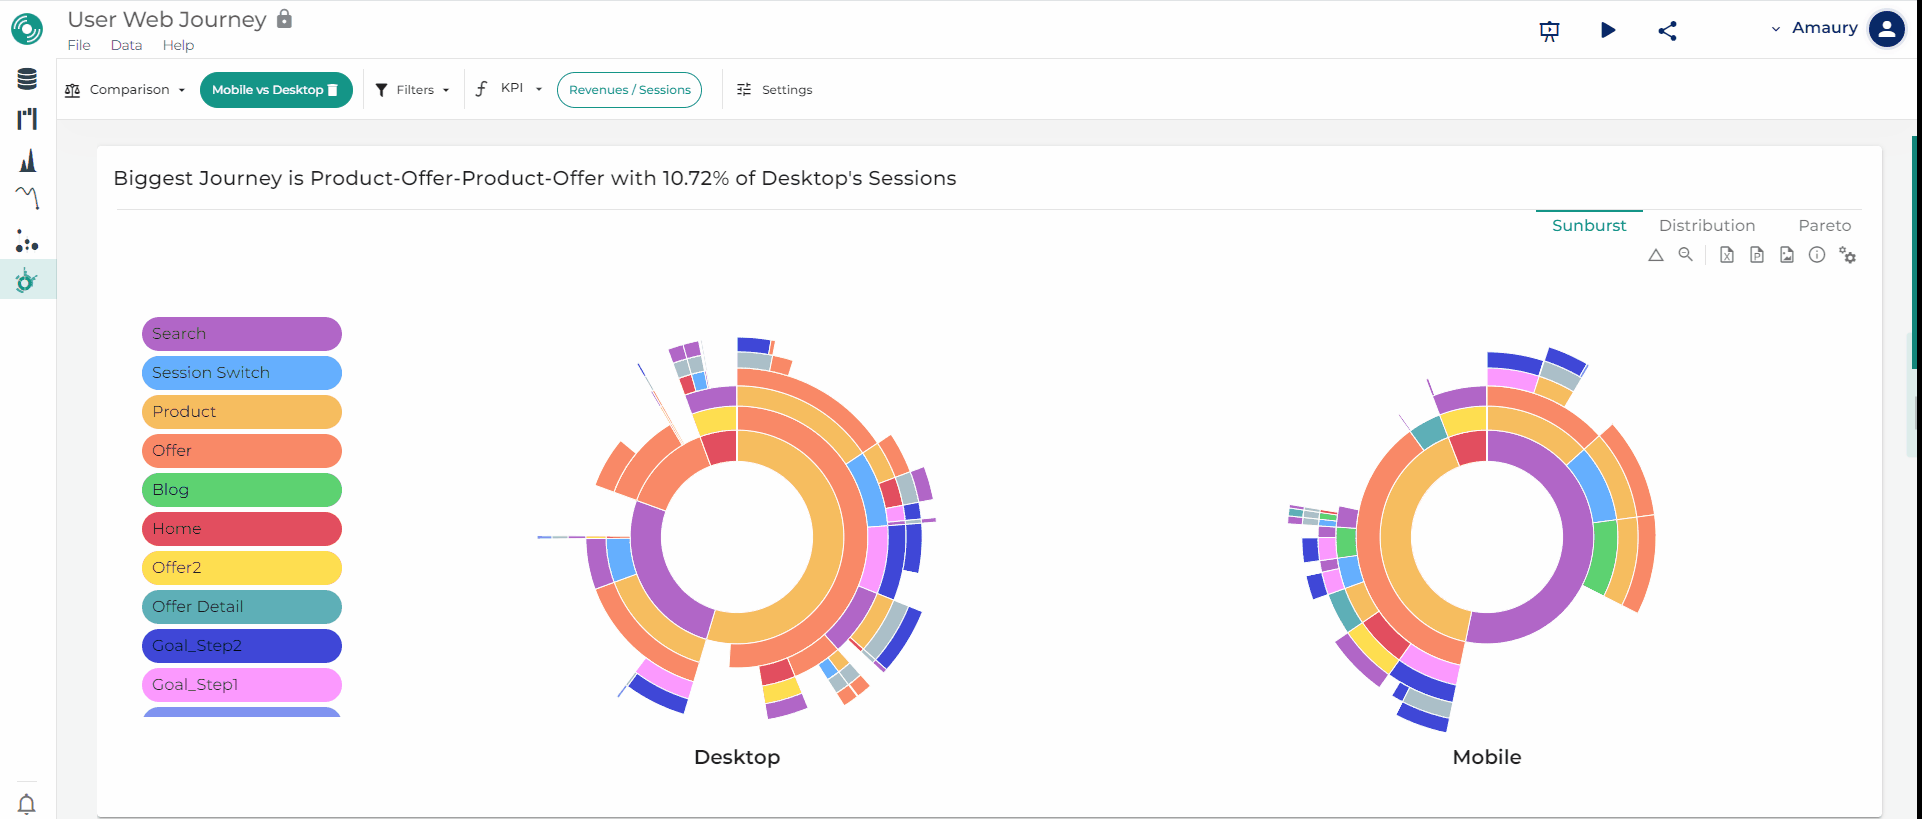 User Web Journey
File Data Help
Amaury
Comparison Mobile vs Desktop Filters KPI Revenues / Sessions Settings
Biggest Journey is Product-Offer-Product-Offer with 10.72% of Desktop's Sessions
Sunburst Distribution Pareto
Search
Session Switch
Product
Offer
Blog
Home
Offer2
Offer Detail
Goal_Step2
Goal_Step1
Desktop Mobile